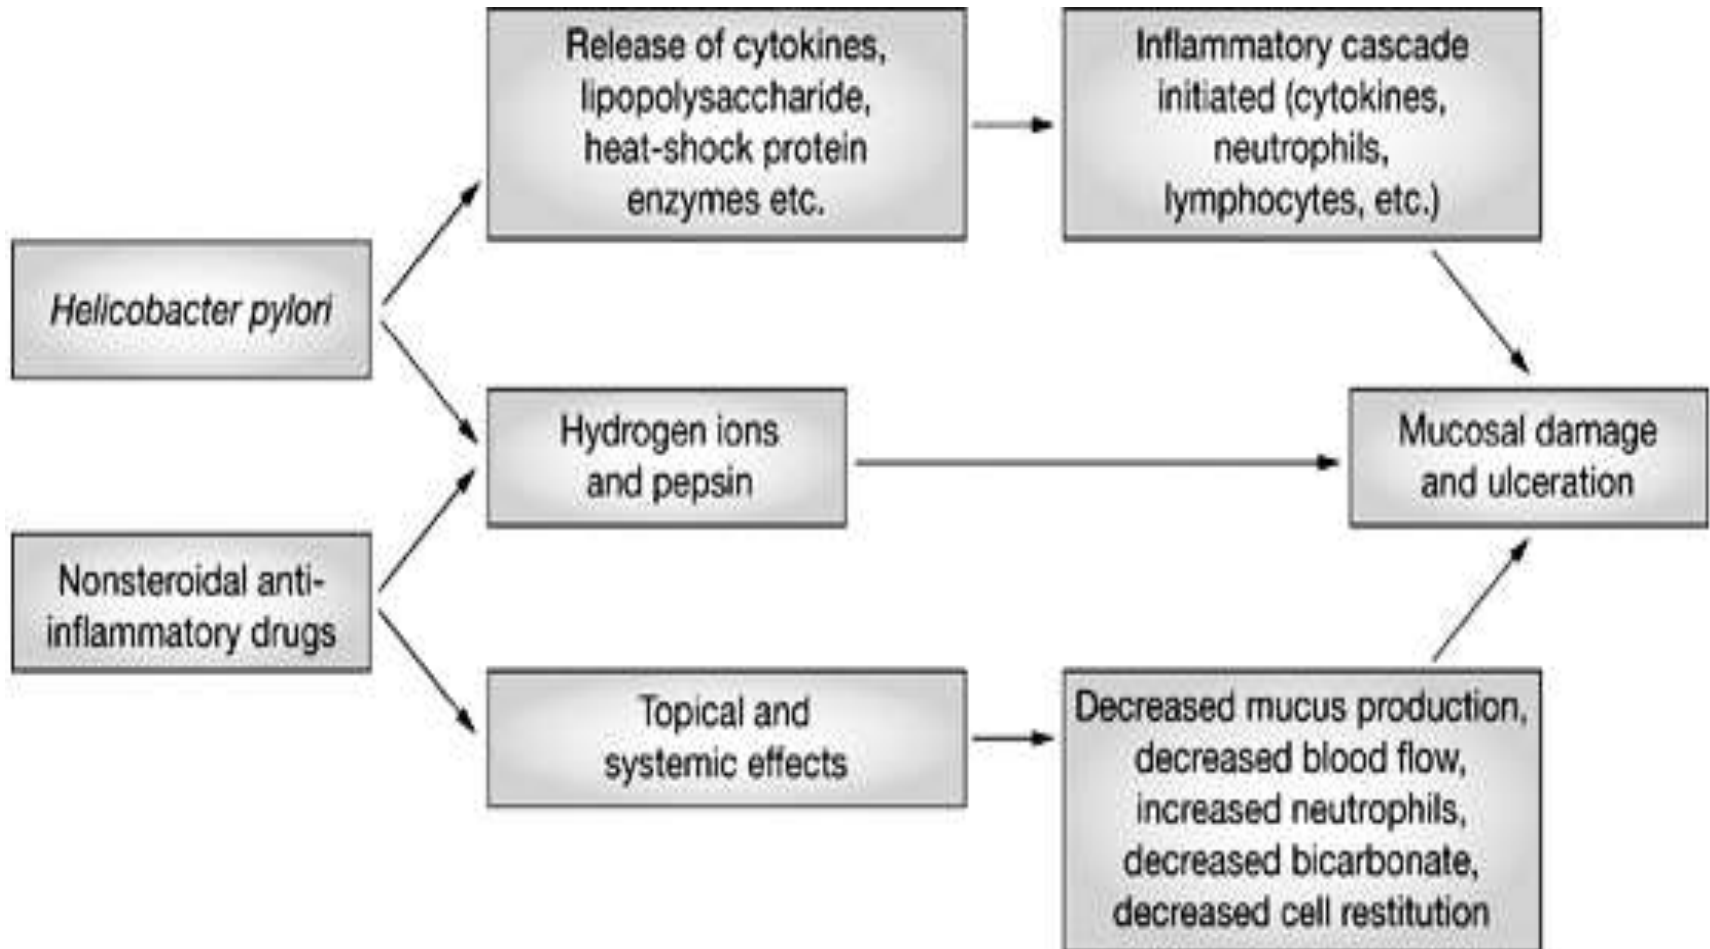 Release of cytokines,
lipopolysaccharide,
heat-shock protein
enzymes etc.
Inflammatory cascade
initiated (cytokines,
neutrophils,
lymphocytes, etc.)
Helicobacter pylori
Hydrogen ions
and pepsin
Mucosal damage
and ulceration
Nonsteroidal anti-
inflammatory drugs
Topical and
systemic effects
Decreased mucus production,
decreased blood flow,
increased neutrophils,
decreased bicarbonate,
decreased cell restitution